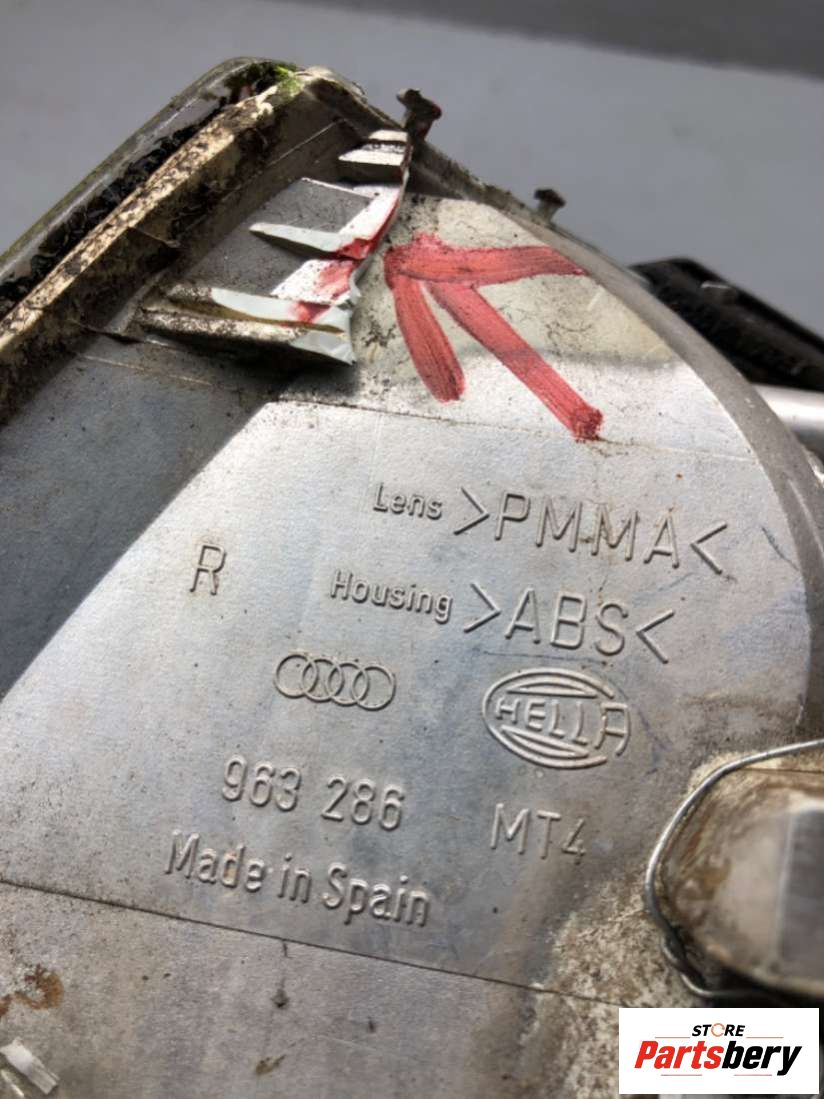 Lens >PMMA<
R
Housing >ABS<
HELLA
963 286
MT4
Made in Spain
STORE
Partsbery